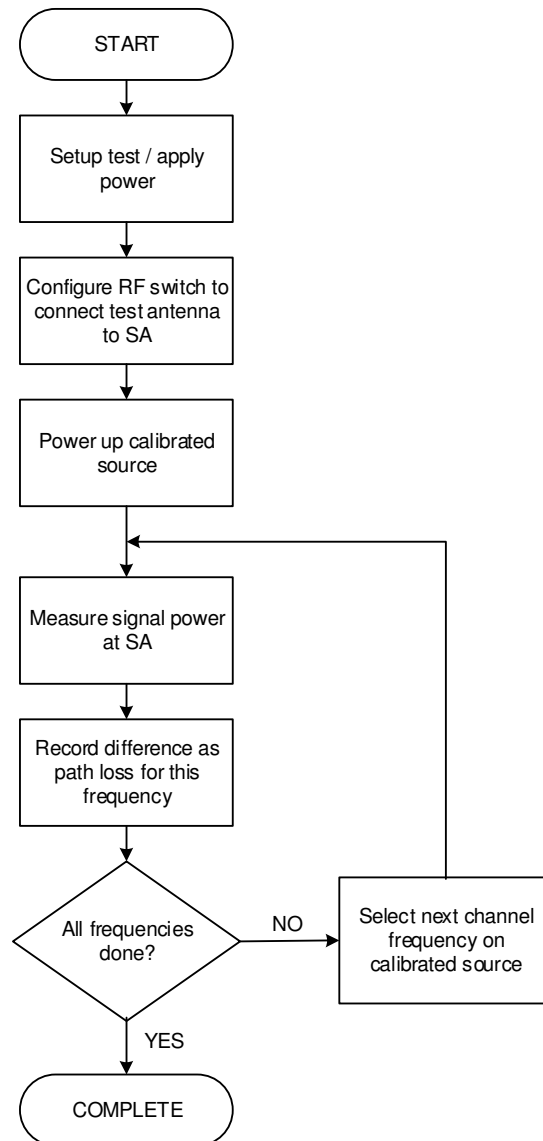 START
Setup test / apply
power
Configure RF switch to
connect test antenna
to SA
Power up calibrated
source
Measure signal power
at SA
Record difference as
path loss for this
frequency
All frequencies
done?
NO
Select next channel
frequency on
calibrated source
YES
COMPLETE